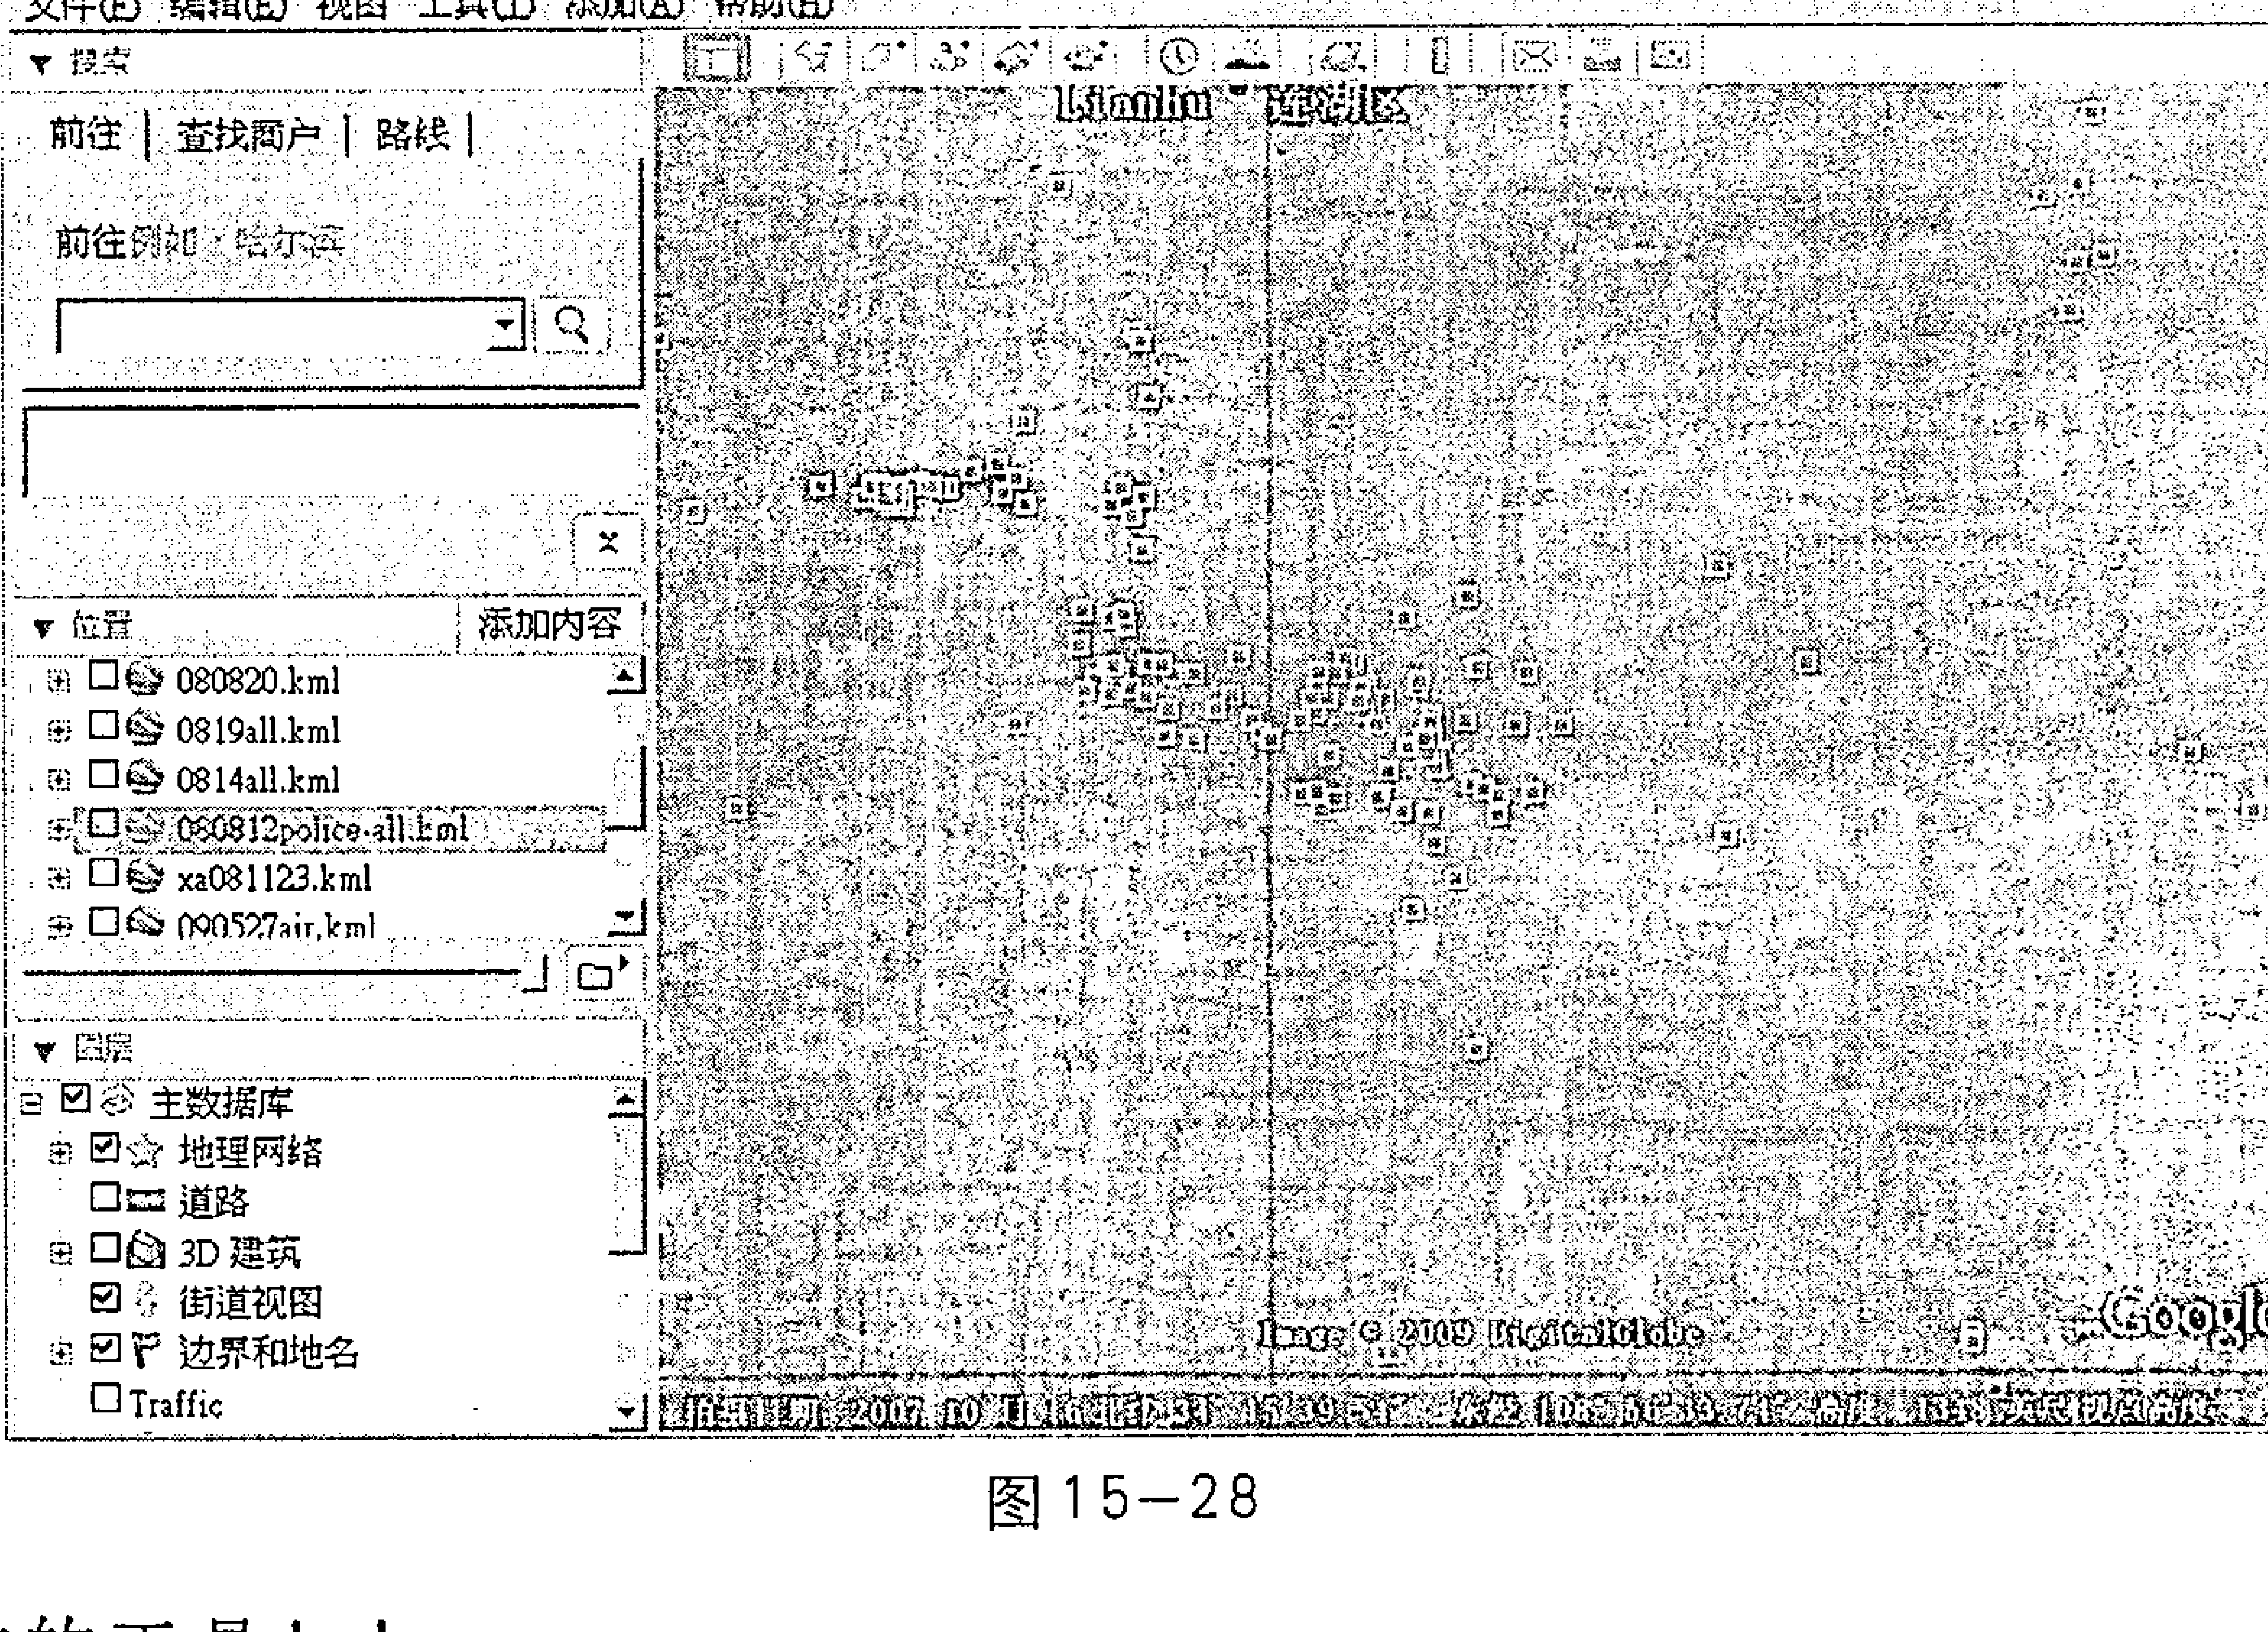 文件(F) 编辑(E) 视图 工具(T) 添加(A) 帮助(H)
搜索
前往 查找商户 路线
前往例如：哈尔滨
位置 添加内容
080820.kml
0819all.kml
0814all.kml
080812police-all.kml
xa081123.kml
090527air.kml
图层
主数据库
地理网络
道路
3D 建筑
街道视图
边界和地名
Traffic
Lianhu 莲湖区
Image © 2009 DigitalGlobe
Google
图15-28